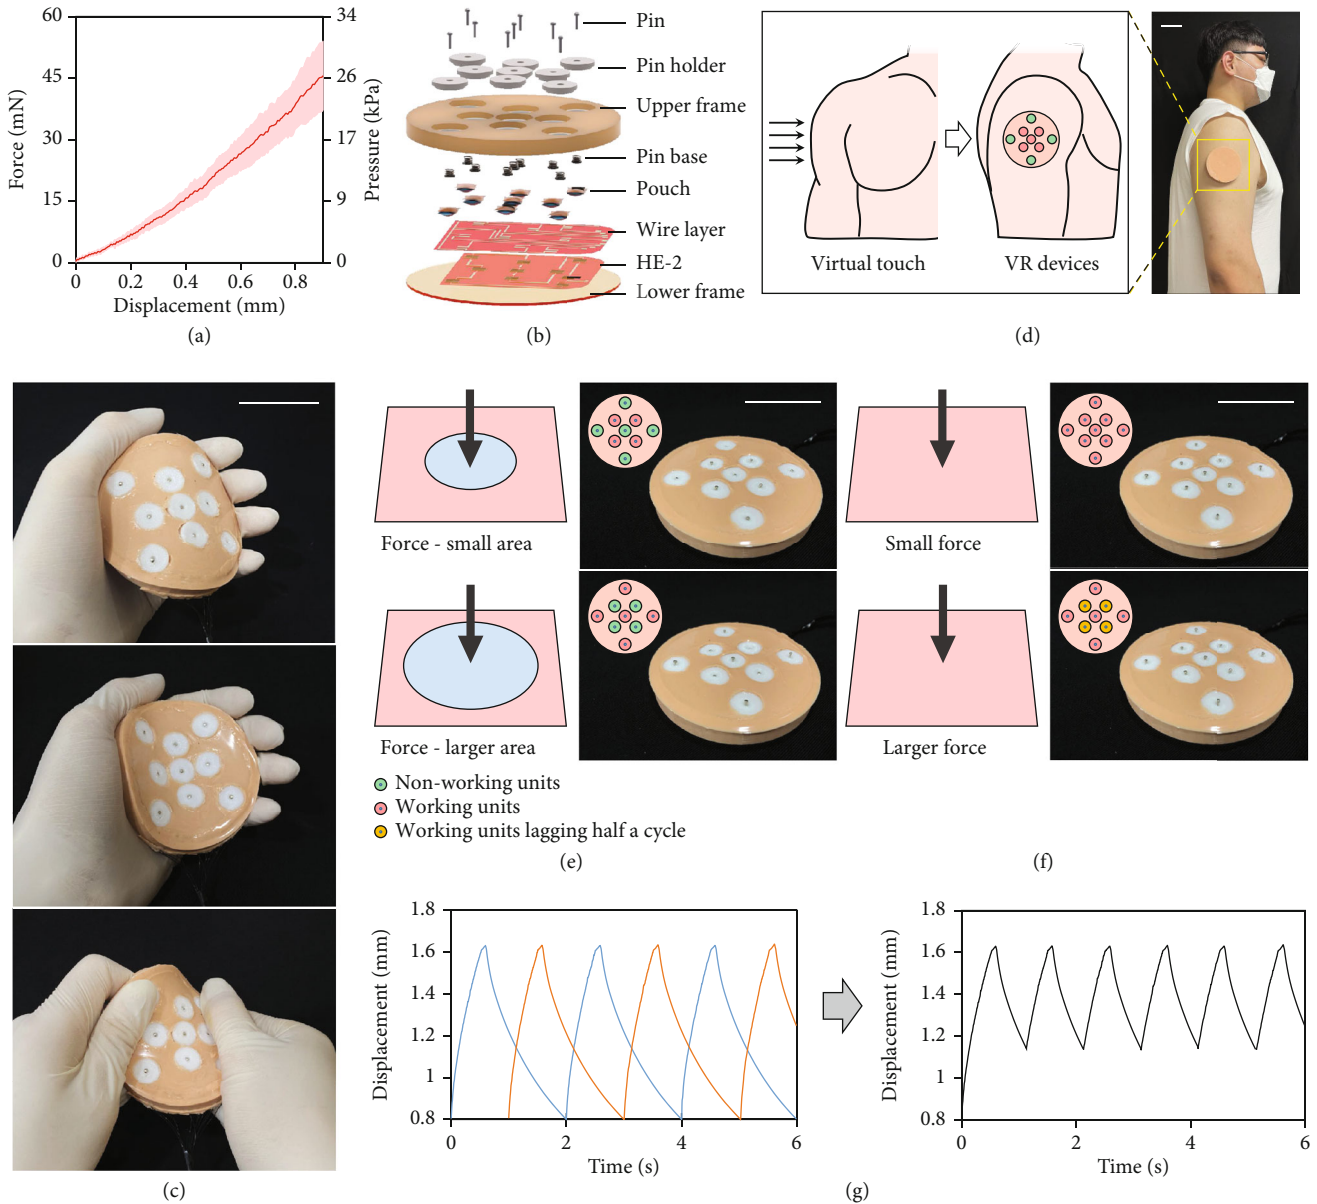 60
45
30
15
0
Force (mN)
34
26
17
9
0
Pressure (kPa)
0
0.2
0.4
0.6
0.8
Displacement (mm)
(a)
Pin
Pin holder
Upper frame
Pin base
Pouch
Wire layer
HE-2
Lower frame
(b)
Virtual touch
VR devices
(d)
(c)
Force - small area
Force - larger area
Non-working units
Working units
Working units lagging half a cycle
(e)
Small force
Larger force
(f)
1.8
1.6
1.4
1.2
1
0.8
Displacement (mm)
0
2
4
6
Time (s)
1.8
1.6
1.4
1.2
1
0.8
Displacement (mm)
0
2
4
6
Time (s)
(g)